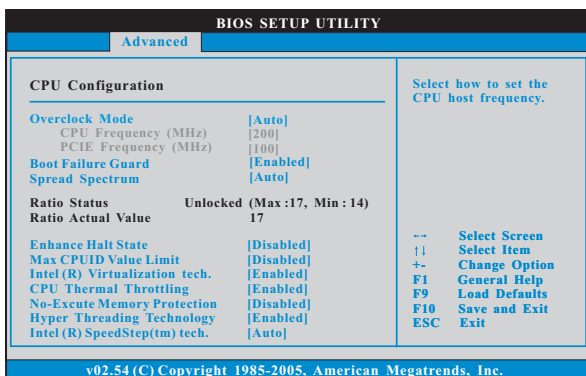 BIOS SETUP UTILITY
Advanced
CPU Configuration
Overclock Mode [Auto]
CPU Frequency (MHz) [200]
PCIE Frequency (MHz) [100]
Boot Failure Guard [Enabled]
Spread Spectrum [Auto]
Ratio Status Unlocked (Max :17, Min : 14)
Ratio Actual Value 17
Enhance Halt State [Disabled]
Max CPUID Value Limit [Disabled]
Intel (R) Virtualization tech. [Enabled]
CPU Thermal Throttling [Enabled]
No-Excute Memory Protection [Disabled]
Hyper Threading Technology [Enabled]
Intel (R) SpeedStep(tm) tech. [Auto]
Select how to set the
CPU host frequency.
←→ Select Screen
↑↓ Select Item
+- Change Option
F1 General Help
F9 Load Defaults
F10 Save and Exit
ESC Exit
v02.54 (C) Copyright 1985-2005, American Megatrends, Inc.